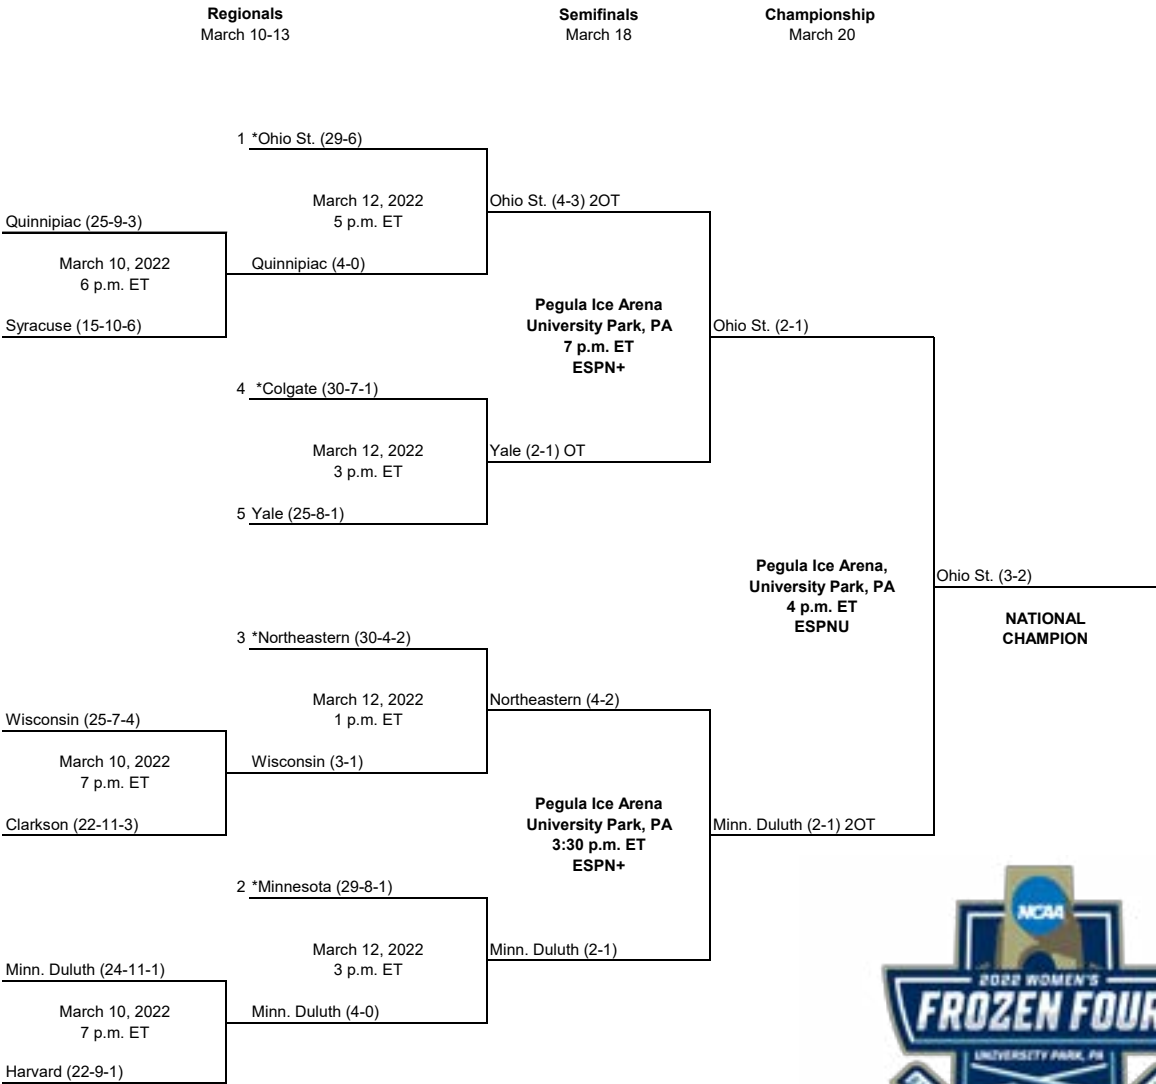 Regionals
March 10-13
Semifinals
March 18
Championship
March 20
1 *Ohio St. (29-6)
March 12, 2022
5 p.m. ET
Ohio St. (4-3) 2OT
Quinnipiac (25-9-3)
March 10, 2022
6 p.m. ET
Quinnipiac (4-0)
Syracuse (15-10-6)
Pegula Ice Arena
University Park, PA
7 p.m. ET
ESPN+
Ohio St. (2-1)
4 *Colgate (30-7-1)
March 12, 2022
3 p.m. ET
Yale (2-1) OT
5 Yale (25-8-1)
Pegula Ice Arena,
University Park, PA
4 p.m. ET
ESPNU
Ohio St. (3-2)
NATIONAL
CHAMPION
3 *Northeastern (30-4-2)
March 12, 2022
1 p.m. ET
Northeastern (4-2)
Wisconsin (25-7-4)
March 10, 2022
7 p.m. ET
Wisconsin (3-1)
Clarkson (22-11-3)
Pegula Ice Arena
University Park, PA
3:30 p.m. ET
ESPN+
Minn. Duluth (2-1) 2OT
2 *Minnesota (29-8-1)
March 12, 2022
3 p.m. ET
Minn. Duluth (2-1)
Minn. Duluth (24-11-1)
March 10, 2022
7 p.m. ET
Minn. Duluth (4-0)
Harvard (22-9-1)
NCAA
2022 WOMEN'S
FROZEN FOUR
UNIVERSITY PARK, PA